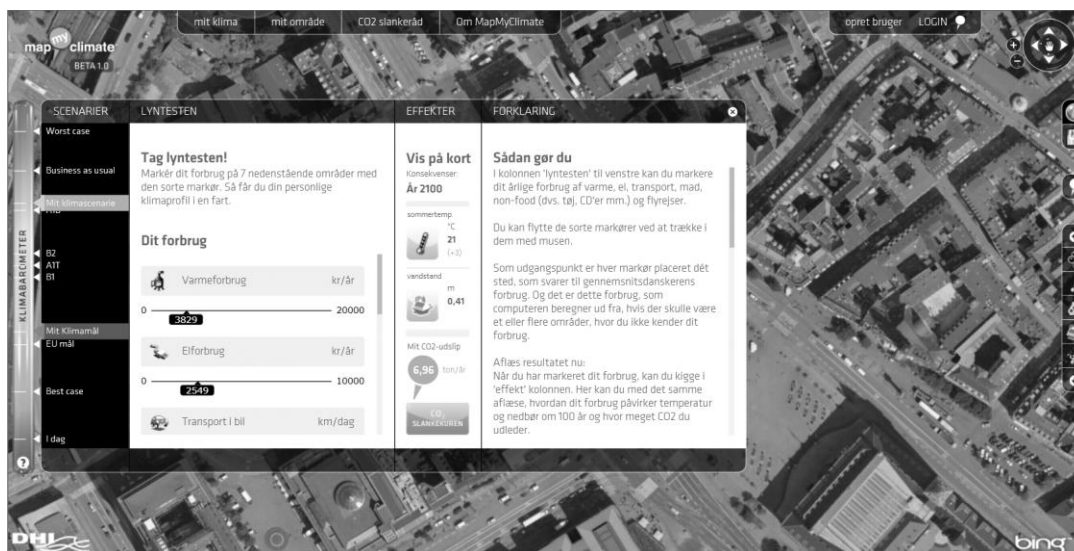 mit klima
mit område
CO2 slankeråd
Om MapMyClimate
opret bruger
LOGIN
map my climate
BETA 1.0
KLIMABAROMETER
SCENARIER
Worst case
Business as usual
Mit klimascenarie
B2
A1T
B1
Mit Klimamål
EU mål
Best case
I dag
?
LYNTESTEN
Tag lyntesten!
Markér dit forbrug på 7 nedenstående områder med
den sorte markør. Så får du din personlige
klimaprofil i en fart.
Dit forbrug
Varmeforbrug kr/år
0 20000
3829
Elforbrug kr/år
0 10000
2549
Transport i bil km/dag
EFFEKTER
Vis på kort
Konsekvenser:
År 2100
sommertemp.
°C
21
(+3)
vandstand
m
0,41
Mit CO2-udslip
6,96 ton/år
CO2
SLANKEKUREN
FORKLARING
Sådan gør du
I kolonnen 'lyntesten' til venstre kan du markere
dit årlige forbrug af varme, el, transport, mad,
non-food (dvs. tøj, CD'er mm.) og flyrejser.
Du kan flytte de sorte markører ved at trække i
dem med musen.
Som udgangspunkt er hver markør placeret dét
sted, som svarer til gennemsnitsdanskerens
forbrug. Og det er dette forbrug, som
computeren beregner ud fra, hvis der skulle være
et eller flere områder, hvor du ikke kender dit
forbrug.
Aflæs resultatet nu:
Når du har markeret dit forbrug, kan du kigge i
'effekt' kolonnen. Her kan du med det samme
aflæse, hvordan dit forbrug påvirker temperatur
og nedbør om 100 år og hvor meget CO2 du
udleder.
DHI
bing